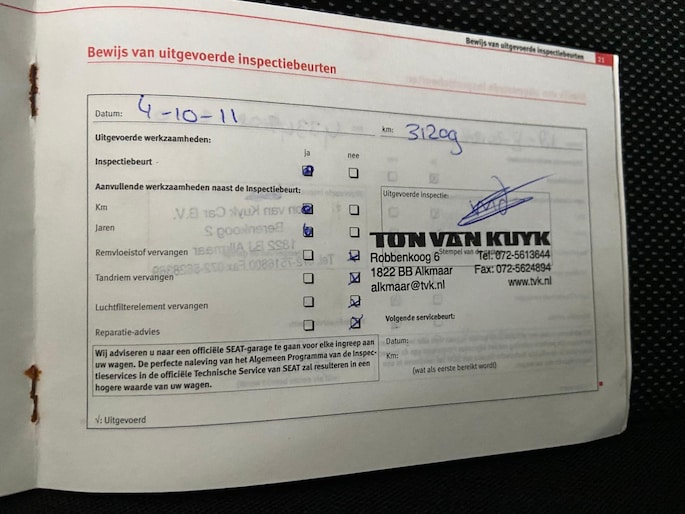 Bewijs van uitgevoerde inspectiebeurten 21
Bewijs van uitgevoerde inspectiebeurten
Datum: 4-10-11 km: 31209
Uitgevoerde werkzaamheden:
ja nee
Inspectiebeurt
Aanvullende werkzaamheden naast de Inspectiebeurt:
Km
Jaren
Remvloeistof vervangen
Tandriem vervangen
Luchtfilterelement vervangen
Reparatie-advies
Uitgevoerde inspectie:
TON VAN KUYK
Robbenkoog 6 Tel: 072-5613644
1822 BB Alkmaar Fax: 072-5624894
alkmaar@tvk.nl www.tvk.nl
Volgende servicebeurt:
Datum:
Km:
(wat als eerste bereikt wordt)
Wij adviseren u naar een officiële SEAT-garage te gaan voor elke ingreep aan
uw wagen. De perfecte naleving van het Algemeen Programma van de Inspec-
tieservices in de officiële Technische Service van SEAT zal resulteren in een
hogere waarde van uw wagen.
√: Uitgevoerd